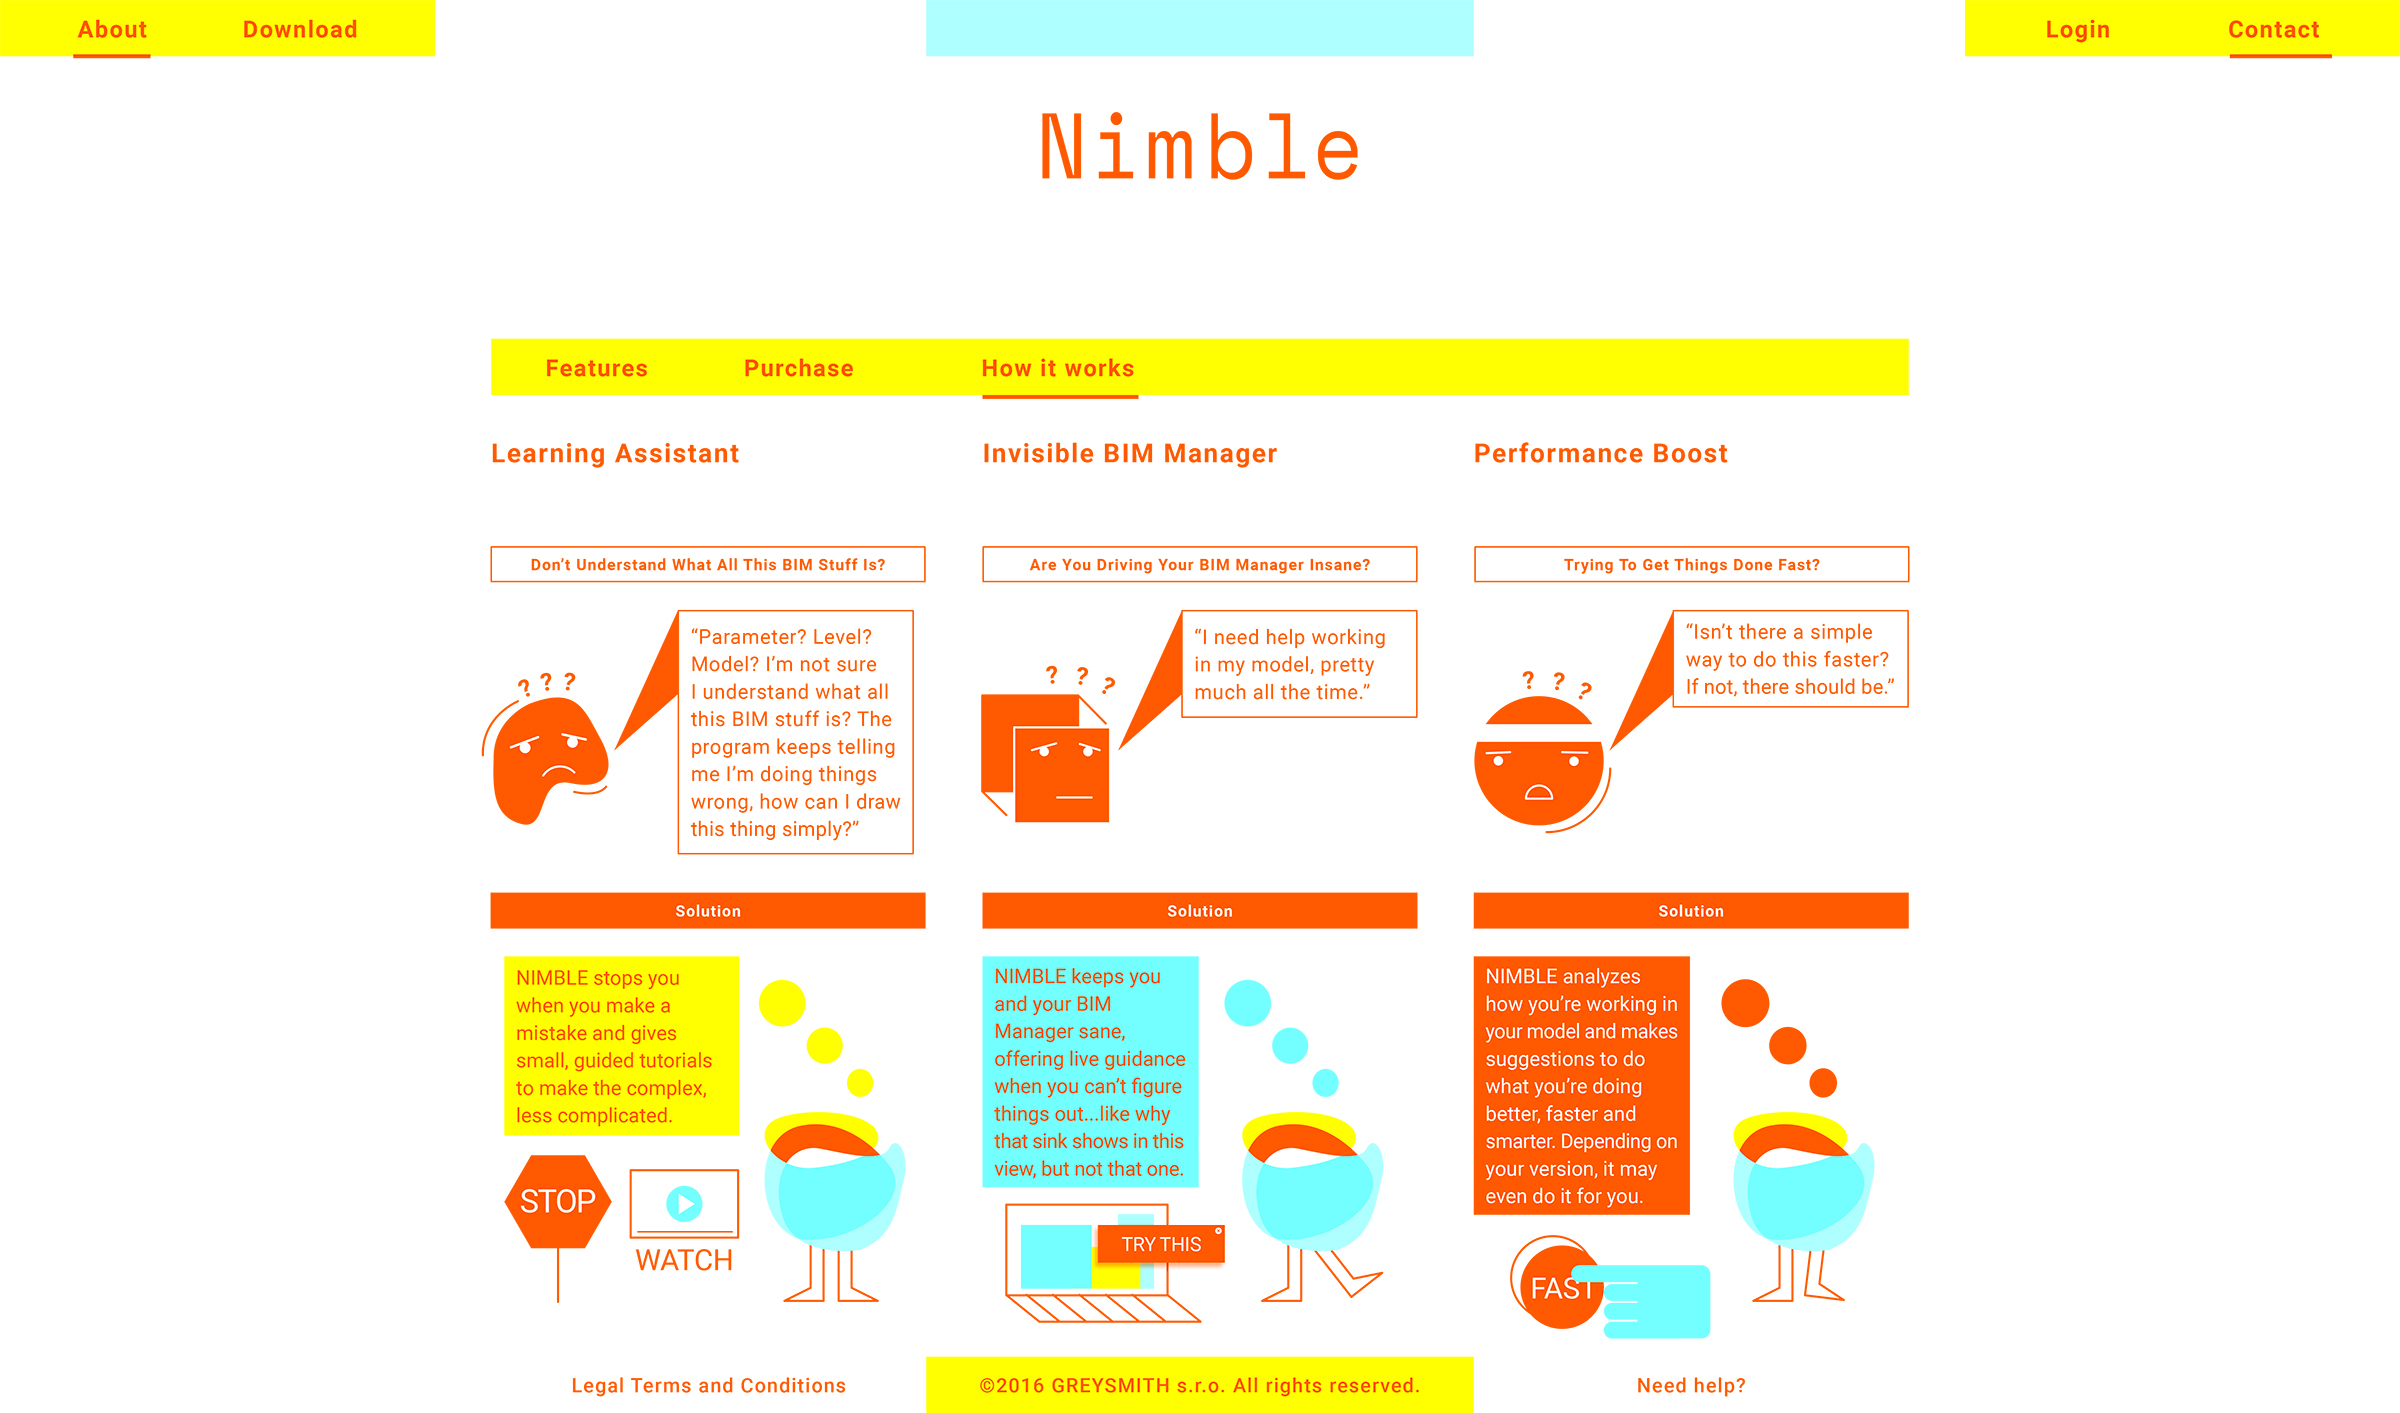 About
Download
Login
Contact
Nimble
Features
Purchase
How it works
Learning Assistant
Don’t Understand What All This BIM Stuff Is?
? ? ?
“Parameter? Level?
Model? I’m not sure
I understand what all
this BIM stuff is? The
program keeps telling
me I’m doing things
wrong, how can I draw
this thing simply?”
Solution
NIMBLE stops you
when you make a
mistake and gives
small, guided tutorials
to make the complex,
less complicated.
STOP
WATCH
Invisible BIM Manager
Are You Driving Your BIM Manager Insane?
? ? ?
“I need help working
in my model, pretty
much all the time.”
Solution
NIMBLE keeps you
and your BIM
Manager sane,
offering live guidance
when you can’t figure
things out...like why
that sink shows in this
view, but not that one.
TRY THIS
Performance Boost
Trying To Get Things Done Fast?
? ? ?
“Isn’t there a simple
way to do this faster?
If not, there should be.”
Solution
NIMBLE analyzes
how you’re working in
your model and makes
suggestions to do
what you’re doing
better, faster and
smarter. Depending on
your version, it may
even do it for you.
FAST
Legal Terms and Conditions
©2016 GREYSMITH s.r.o. All rights reserved.
Need help?